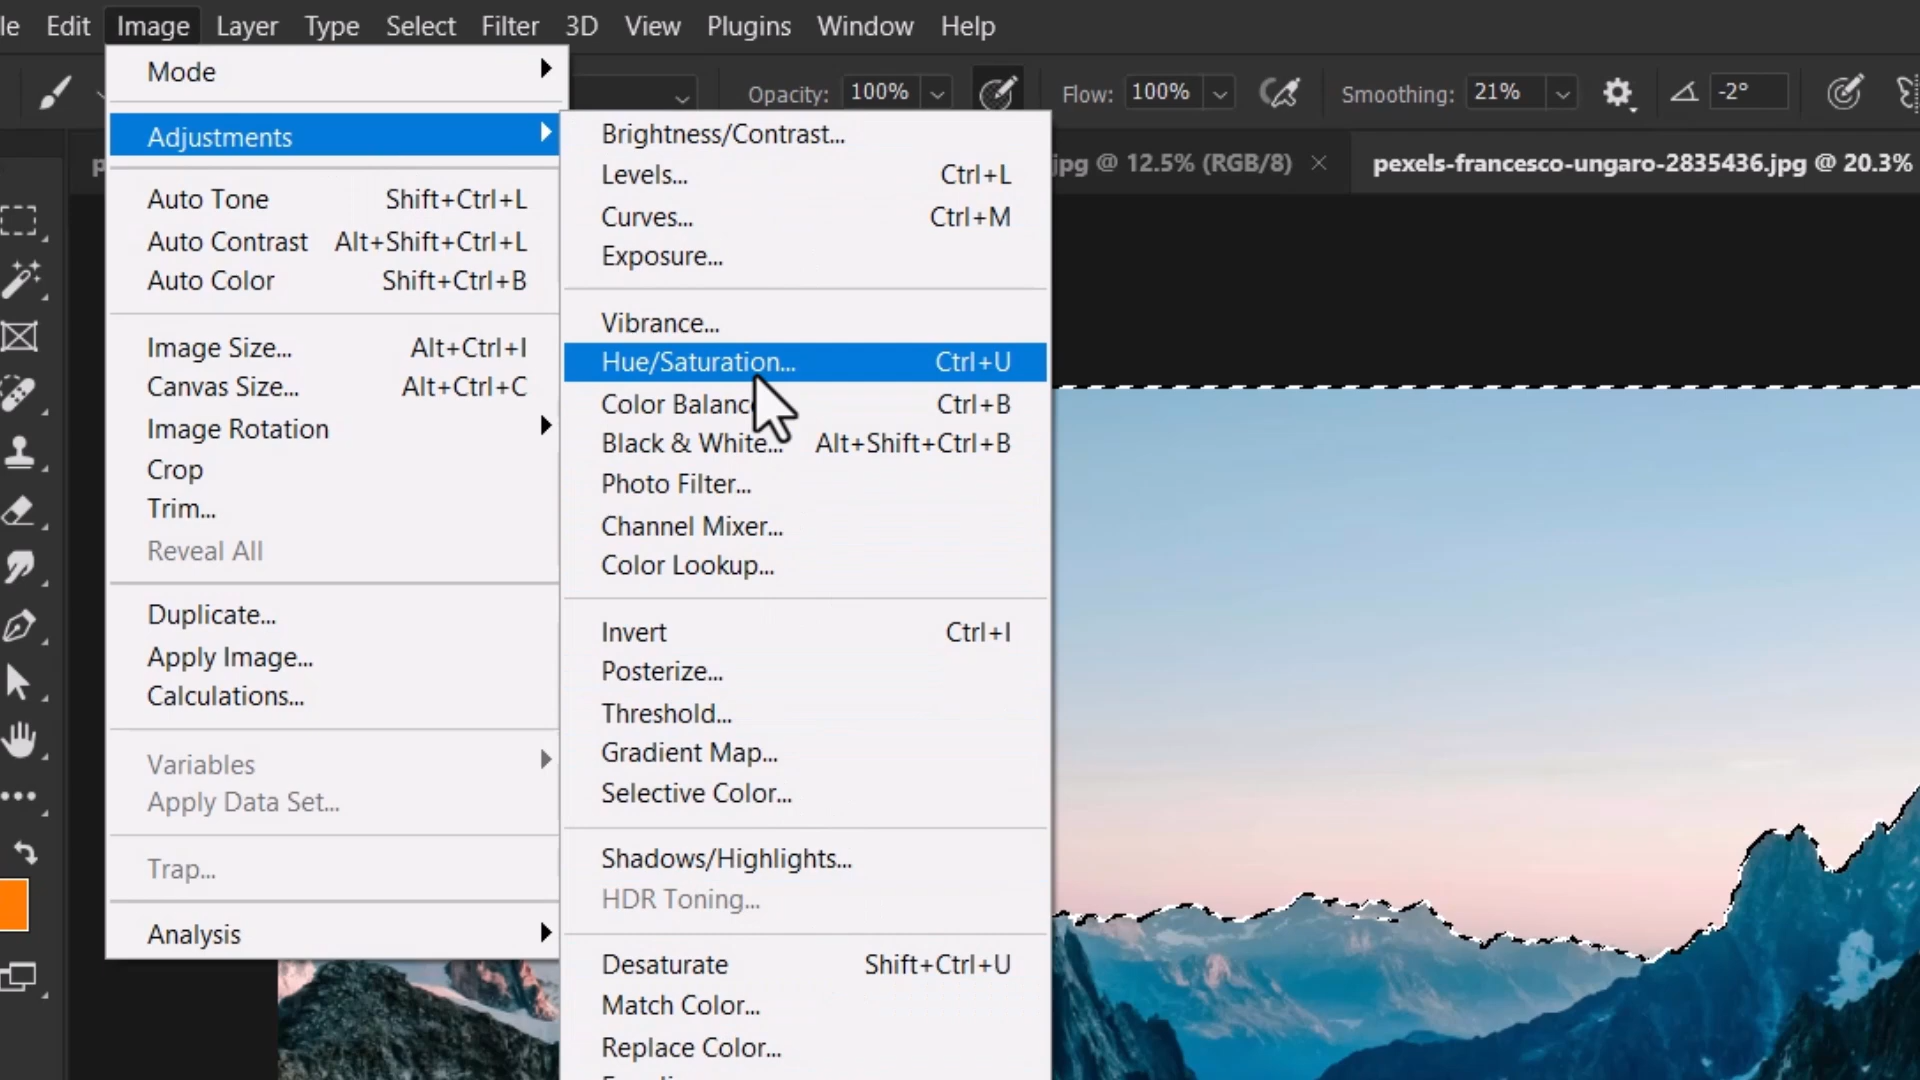 le Edit Image Layer Type Select Filter 3D View Plugins Window Help
Opacity: 100% Flow: 100% Smoothing: 21% -2°
jpg @ 12.5% (RGB/8) × pexels-francesco-ungaro-2835436.jpg @ 20.3%
Mode
Adjustments
Auto Tone Shift+Ctrl+L
Auto Contrast Alt+Shift+Ctrl+L
Auto Color Shift+Ctrl+B
Image Size... Alt+Ctrl+I
Canvas Size... Alt+Ctrl+C
Image Rotation
Crop
Trim...
Reveal All
Duplicate...
Apply Image...
Calculations...
Variables
Apply Data Set...
Trap...
Analysis
Brightness/Contrast...
Levels... Ctrl+L
Curves... Ctrl+M
Exposure...
Vibrance...
Hue/Saturation... Ctrl+U
Color Balanc Ctrl+B
Black & White... Alt+Shift+Ctrl+B
Photo Filter...
Channel Mixer...
Color Lookup...
Invert Ctrl+I
Posterize...
Threshold...
Gradient Map...
Selective Color...
Shadows/Highlights...
HDR Toning...
Desaturate Shift+Ctrl+U
Match Color...
Replace Color...